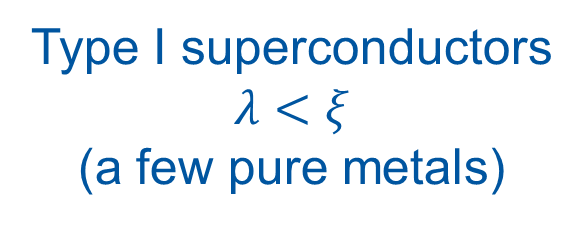 Type I superconductors
λ < ξ
(a few pure metals)